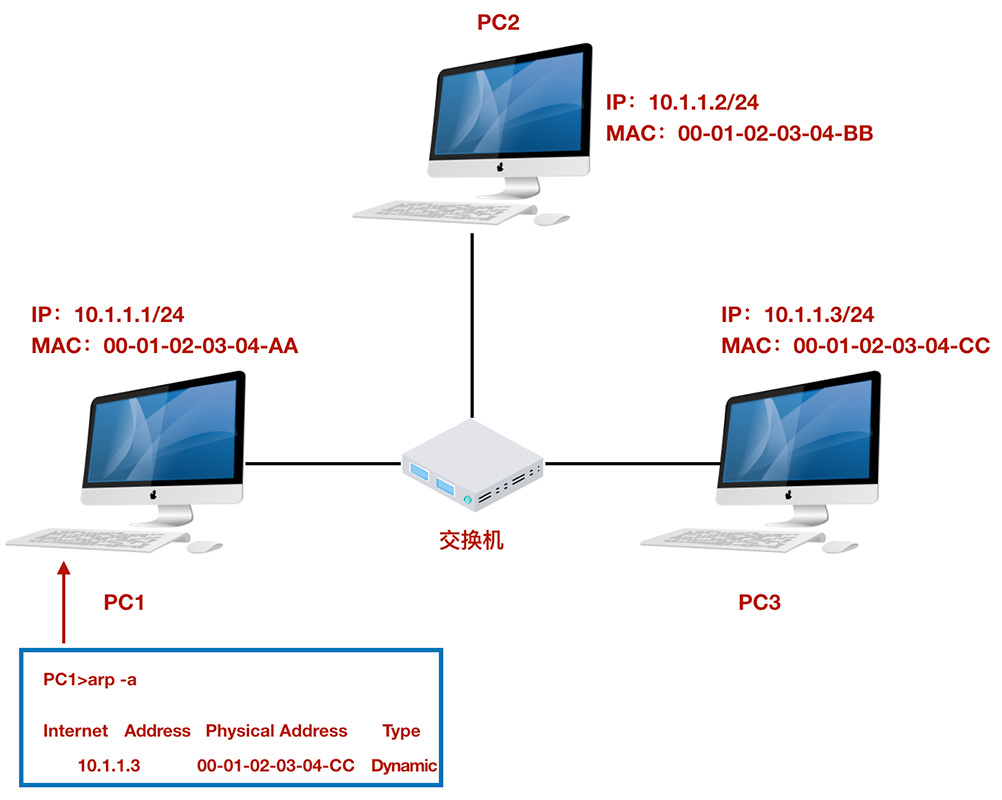 PC2
IP：10.1.1.2/24
MAC：00-01-02-03-04-BB
IP：10.1.1.1/24
MAC：00-01-02-03-04-AA
IP：10.1.1.3/24
MAC：00-01-02-03-04-CC
交换机
PC1
PC3
PC1>arp -a
Internet Address Physical Address Type
10.1.1.3 00-01-02-03-04-CC Dynamic